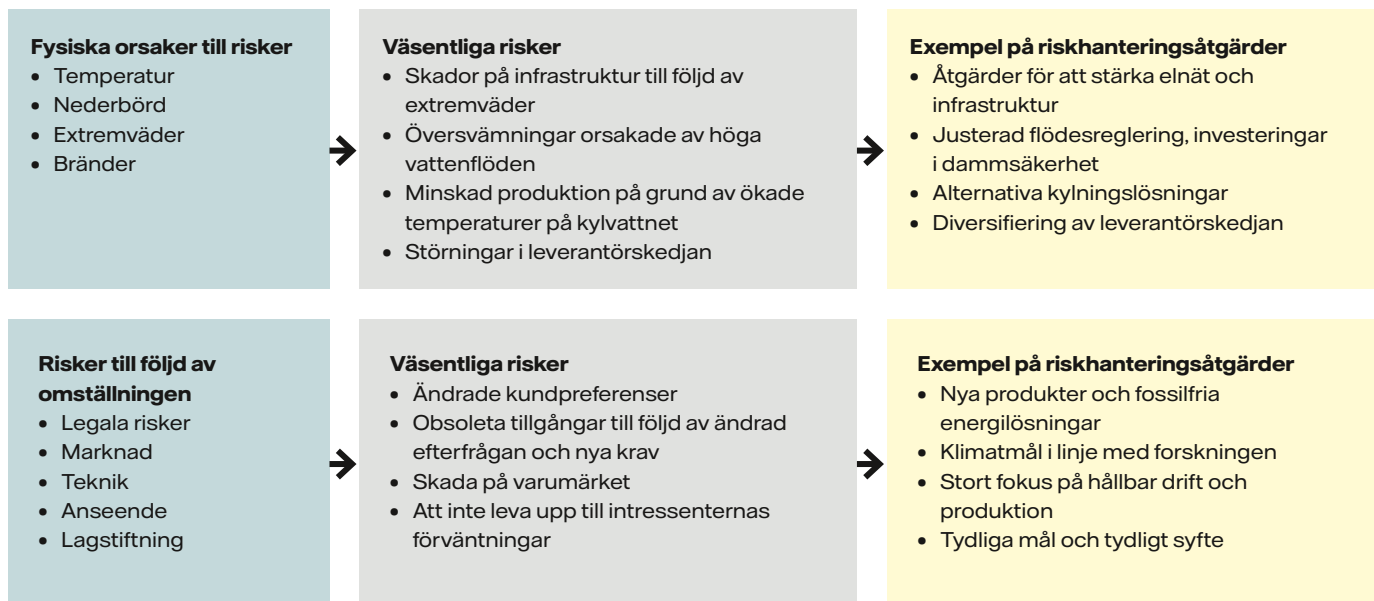 Fysiska orsaker till risker
• Temperatur
• Nederbörd
• Extremväder
• Bränder
Väsentliga risker
• Skador på infrastruktur till följd av
extremväder
• Översvämningar orsakade av höga
vattenflöden
• Minskad produktion på grund av ökade
temperaturer på kylvattnet
• Störningar i leverantörskedjan
Exempel på riskhanteringsåtgärder
• Åtgärder för att stärka elnät och
infrastruktur
• Justerad flödesreglering, investeringar
i dammsäkerhet
• Alternativa kylningslösningar
• Diversifiering av leverantörskedjan
Risker till följd av
omställningen
• Legala risker
• Marknad
• Teknik
• Anseende
• Lagstiftning
Väsentliga risker
• Ändrade kundpreferenser
• Obsoleta tillgångar till följd av ändrad
efterfrågan och nya krav
• Skada på varumärket
• Att inte leva upp till intressenternas
förväntningar
Exempel på riskhanteringsåtgärder
• Nya produkter och fossilfria
energilösningar
• Klimatmål i linje med forskningen
• Stort fokus på hållbar drift och
produktion
• Tydliga mål och tydligt syfte